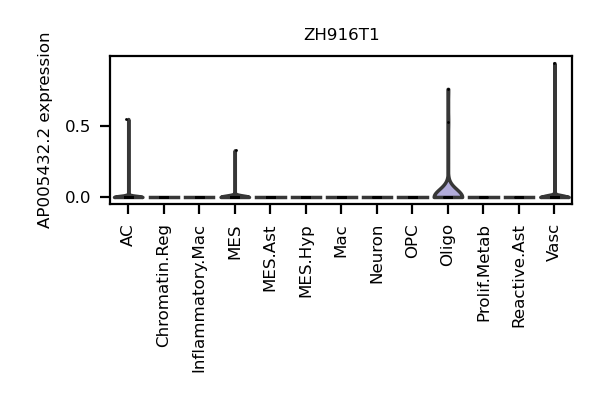 ZH916T1
AP005432.2 expression
0.5
0.0
AC
Chromatin.Reg
Inflammatory.Mac
MES
MES.Ast
MES.Hyp
Mac
Neuron
OPC
Oligo
Prolif.Metab
Reactive.Ast
Vasc